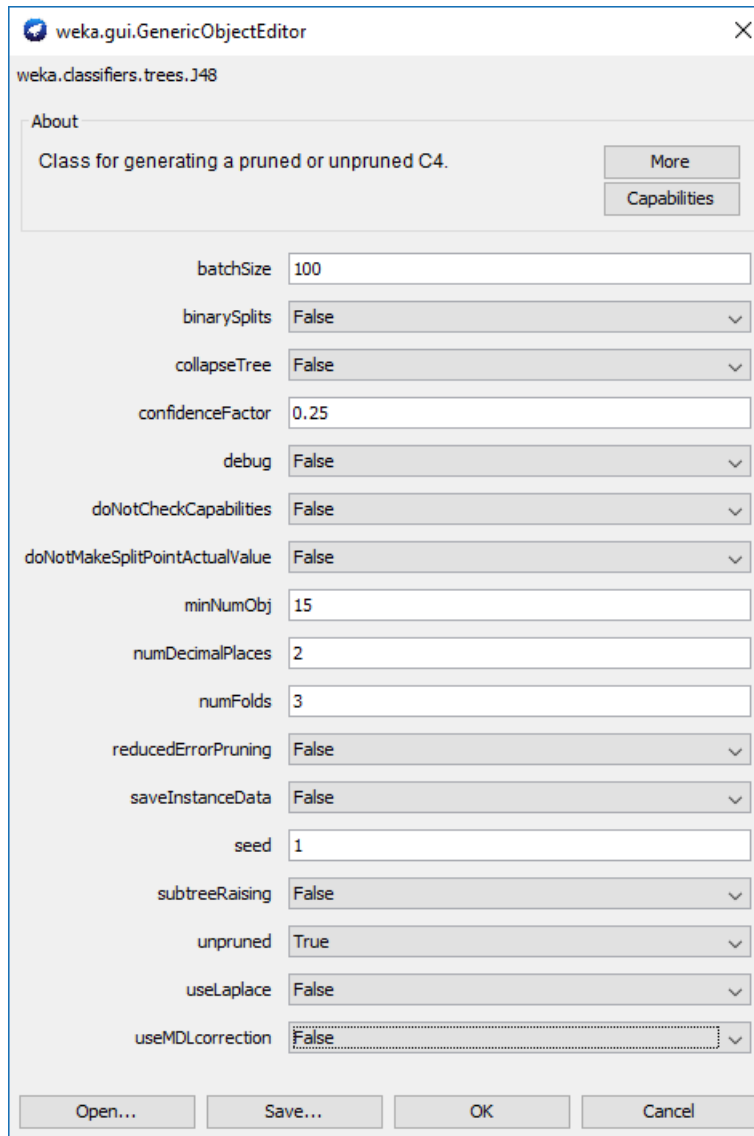 weka.gui.GenericObjectEditor
weka.classifiers.trees.J48
About
Class for generating a pruned or unpruned C4.
More
Capabilities
batchSize 100
binarySplits False
collapseTree False
confidenceFactor 0.25
debug False
doNotCheckCapabilities False
doNotMakeSplitPointActualValue False
minNumObj 15
numDecimalPlaces 2
numFolds 3
reducedErrorPruning False
saveInstanceData False
seed 1
subtreeRaising False
unpruned True
useLaplace False
useMDLcorrection False
Open... Save... OK Cancel